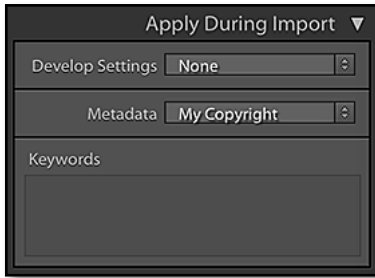 Apply During Import
Develop Settings None
Metadata My Copyright
Keywords